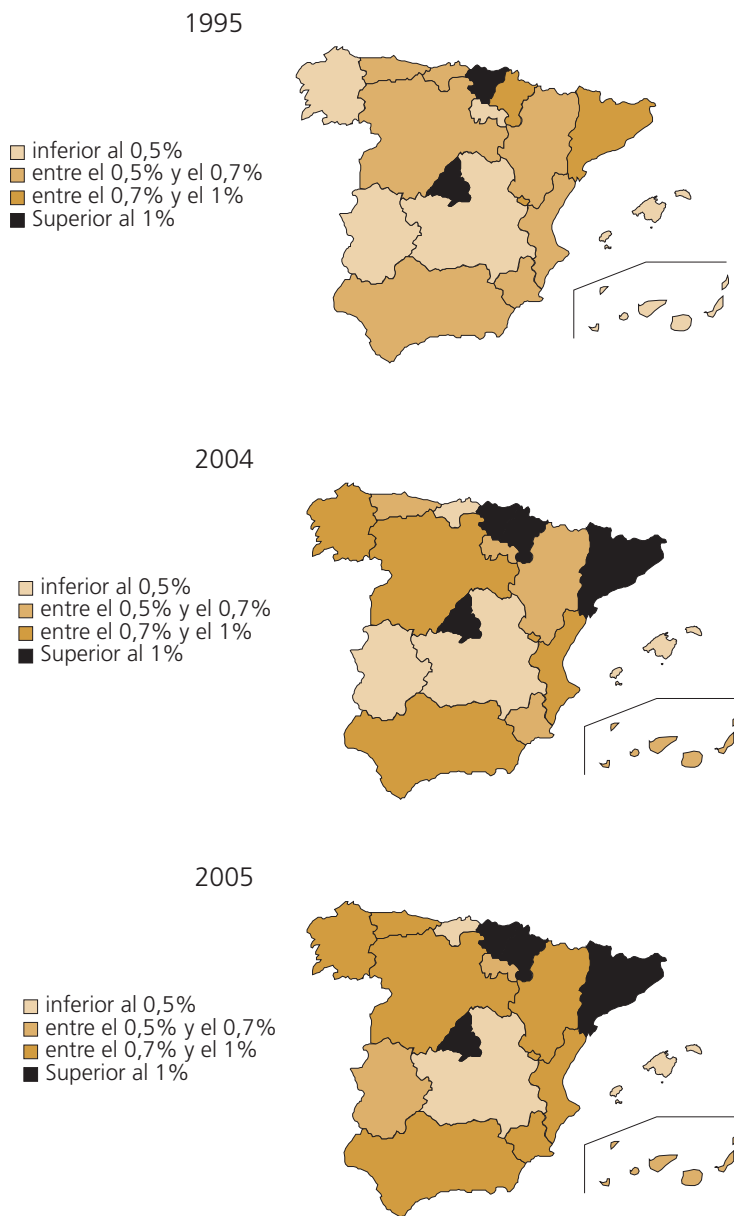 1995
inferior al 0,5%
entre el 0,5% y el 0,7%
entre el 0,7% y el 1%
Superior al 1%
2004
inferior al 0,5%
entre el 0,5% y el 0,7%
entre el 0,7% y el 1%
Superior al 1%
2005
inferior al 0,5%
entre el 0,5% y el 0,7%
entre el 0,7% y el 1%
Superior al 1%